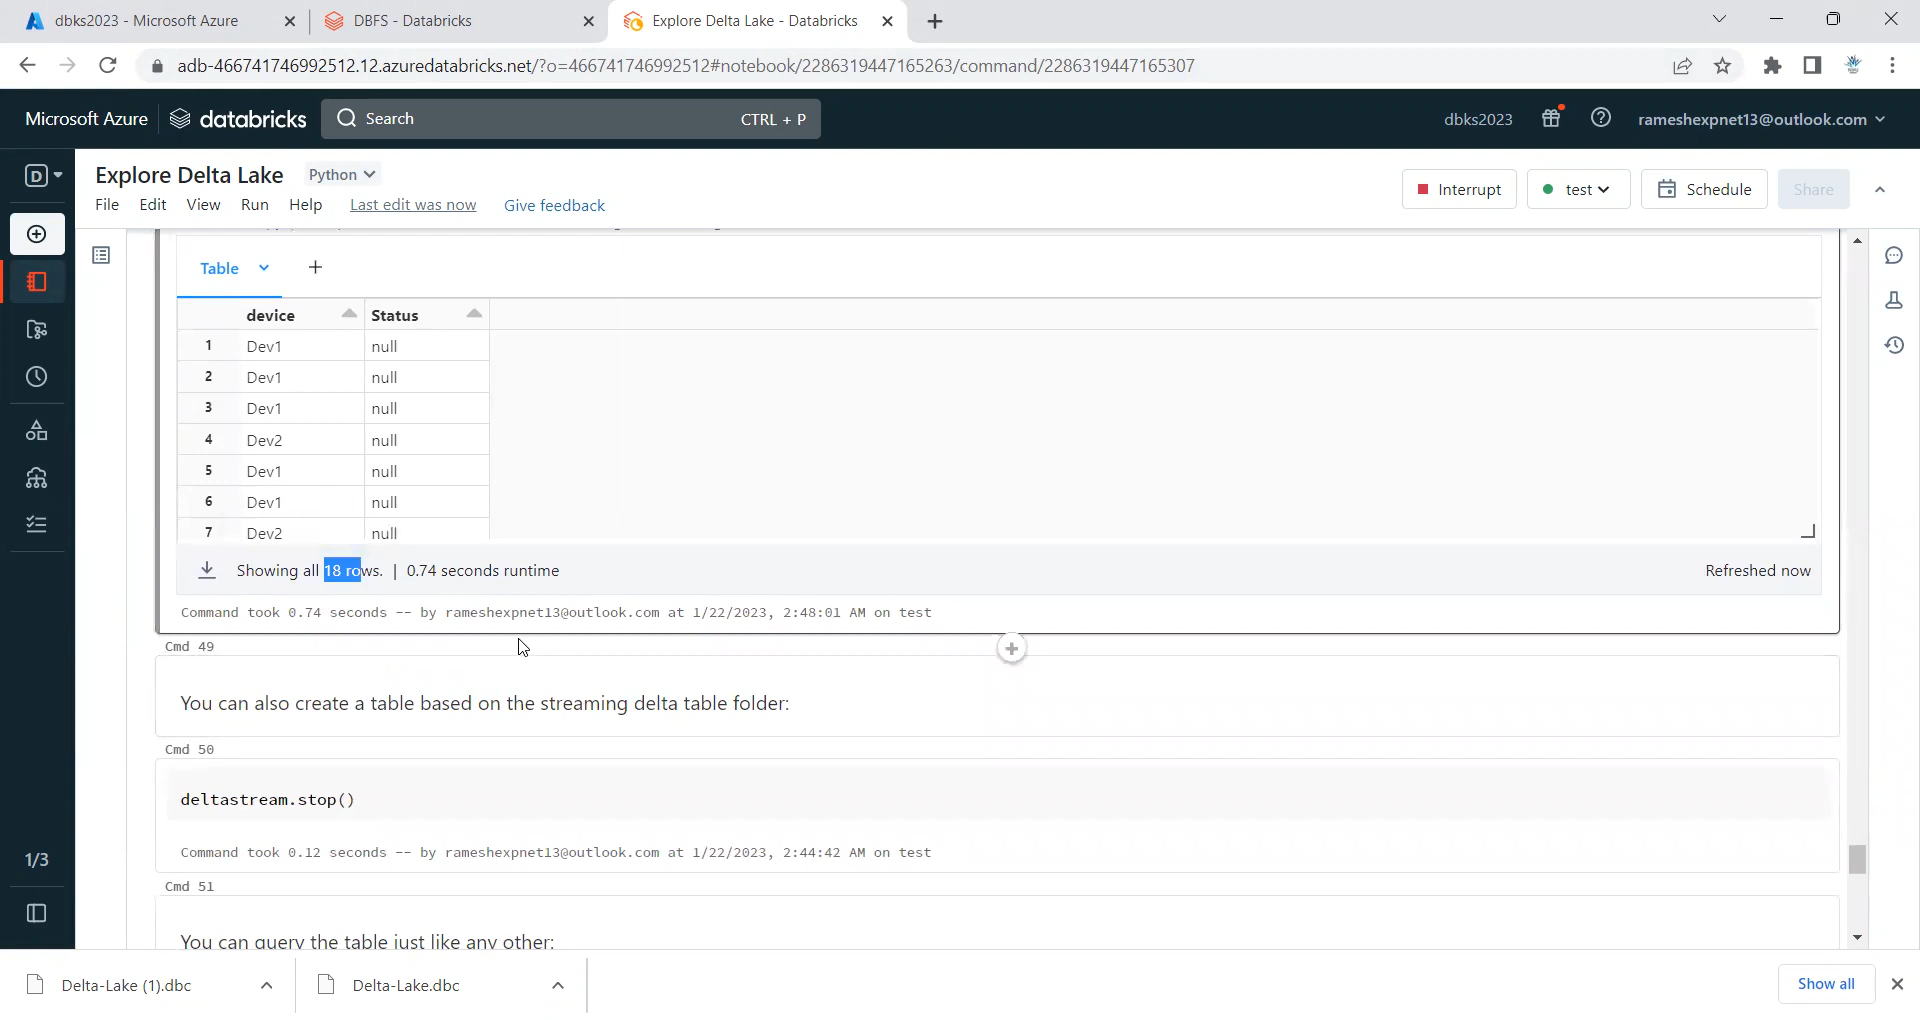 dbks2023 - Microsoft Azure
DBFS - Databricks
Explore Delta Lake - Databricks
adb-466741746992512.12.azuredatabricks.net/?o=466741746992512#notebook/2286319447165263/command/2286319447165307
Microsoft Azure
databricks
Search
CTRL + P
dbks2023
rameshexpnet13@outlook.com
D
Explore Delta Lake
Python
Interrupt
test
Schedule
Share
File Edit View Run Help Last edit was now Give feedback
Table
+
device Status
1 Dev1 null
2 Dev1 null
3 Dev1 null
4 Dev2 null
5 Dev1 null
6 Dev1 null
7 Dev2 null
Showing all 18 rows. | 0.74 seconds runtime
Refreshed now
Command took 0.74 seconds -- by rameshexpnet13@outlook.com at 1/22/2023, 2:48:01 AM on test
Cmd 49
You can also create a table based on the streaming delta table folder:
Cmd 50
deltastream.stop()
Command took 0.12 seconds -- by rameshexpnet13@outlook.com at 1/22/2023, 2:44:42 AM on test
1/3
Cmd 51
You can query the table just like any other:
Delta-Lake (1).dbc
Delta-Lake.dbc
Show all